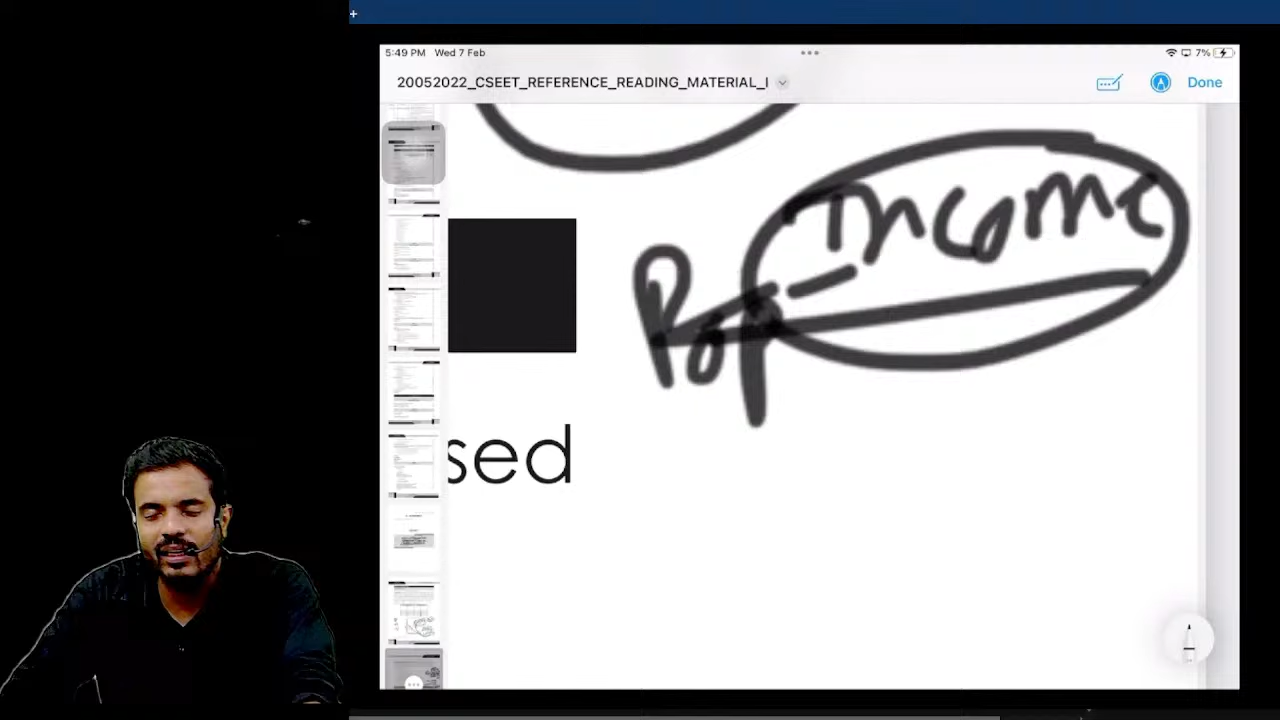 +
5:49 PM Wed 7 Feb
7%
20052022_CSEET_REFERENCE_READING_MATERIAL_I
Done
Income
Pop
sed